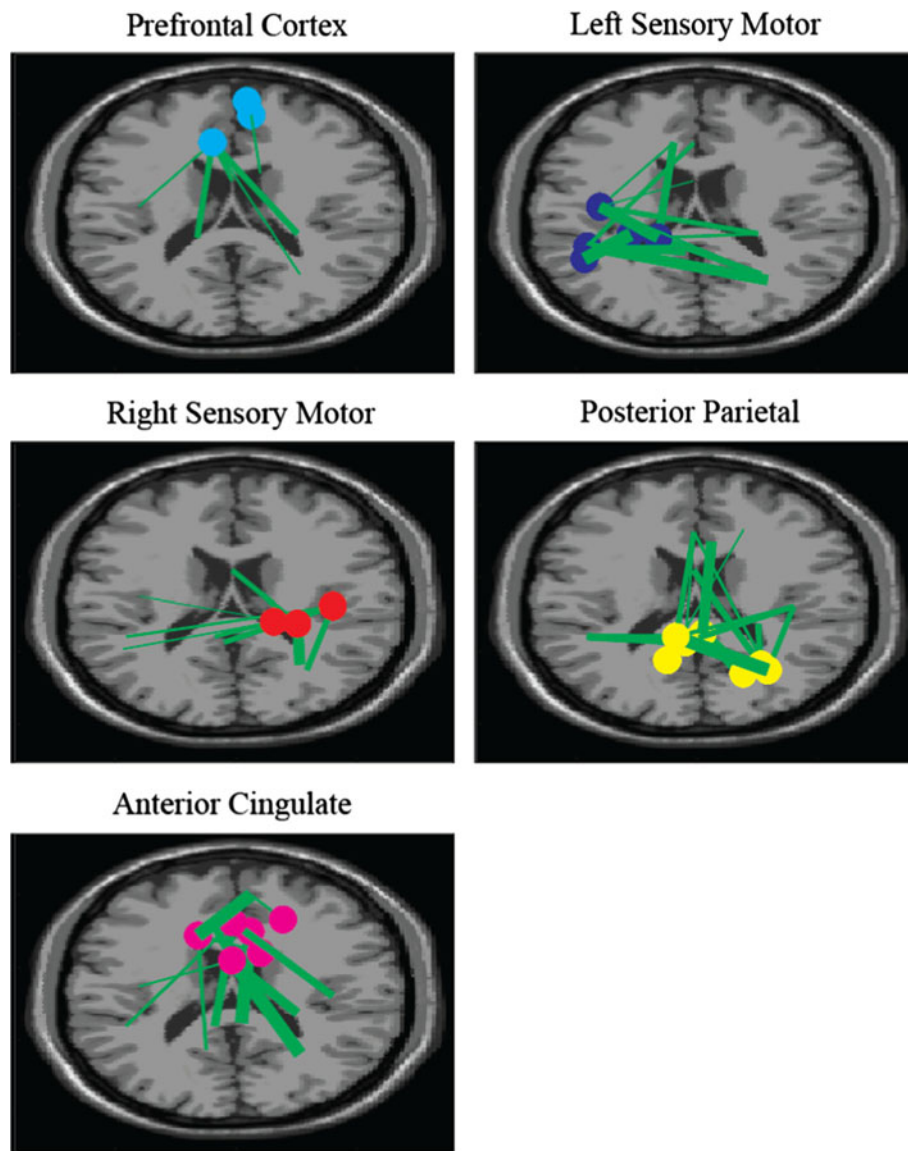 Prefrontal Cortex
Left Sensory Motor
Right Sensory Motor
Posterior Parietal
Anterior Cingulate